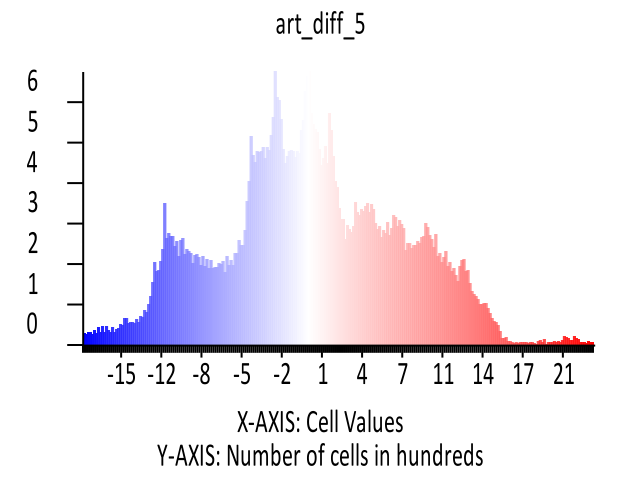 art_diff_5
6
5
4
3
2
1
0
-15 -12 -8 -5 -2 1 4 7 11 14 17 21
X-AXIS: Cell Values
Y-AXIS: Number of cells in hundreds